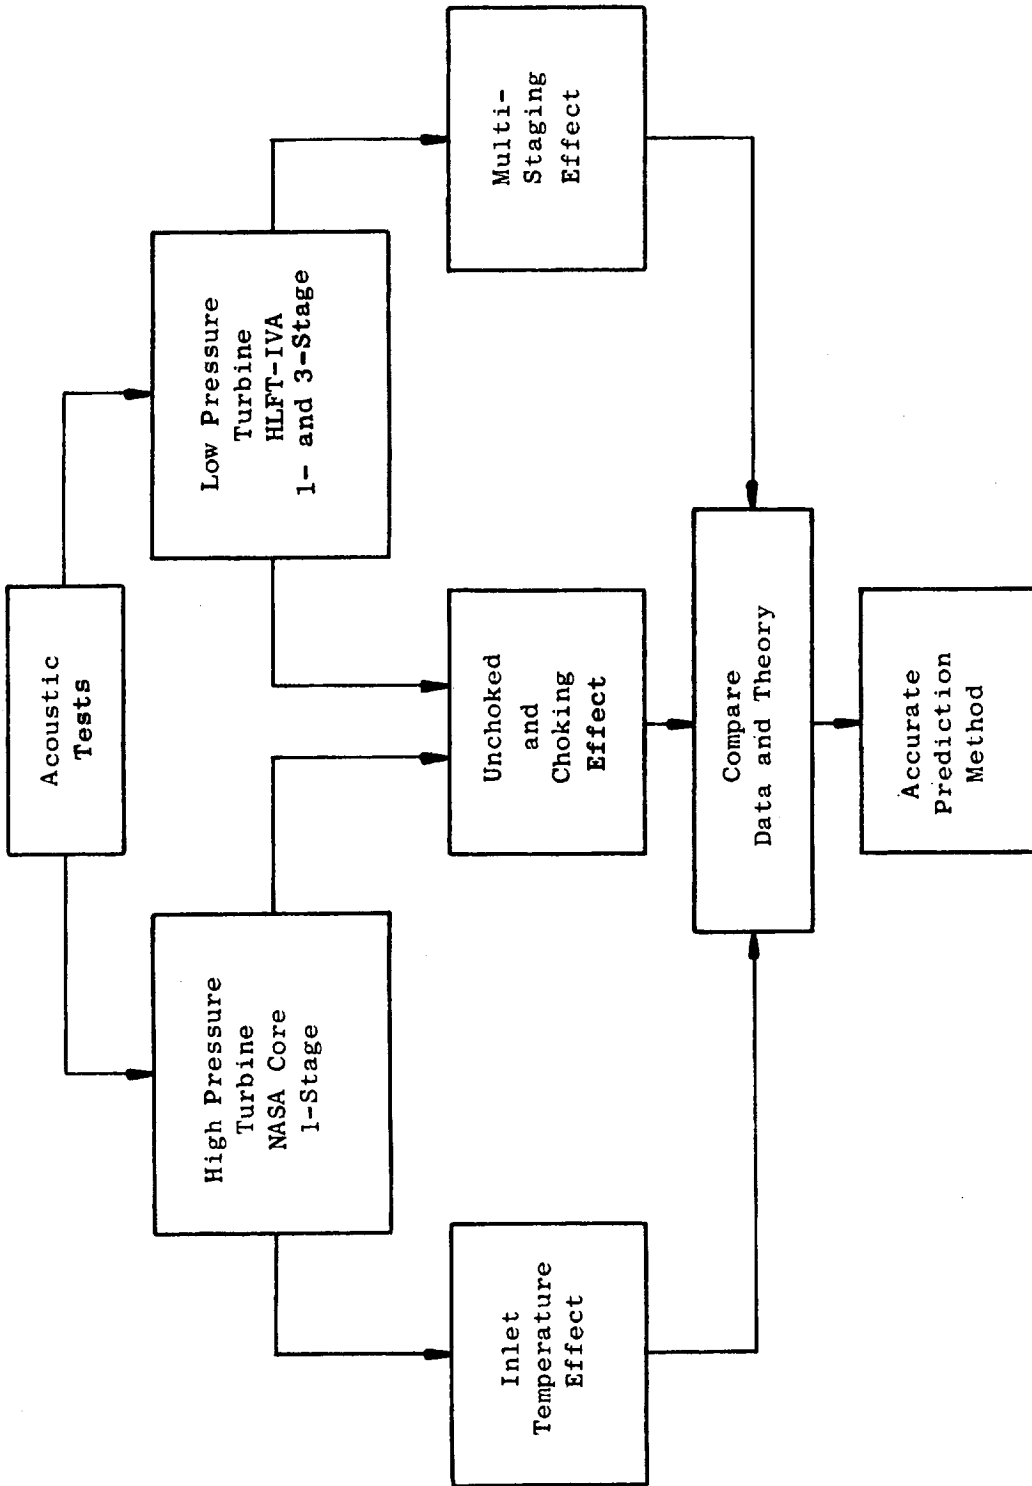 Acoustic
Tests
High Pressure
Turbine
NASA Core
1-Stage
Low Pressure
Turbine
HLFT-IVA
1- and 3-Stage
Inlet
Temperature
Effect
Unchoked
and
Choking
Effect
Multi-
Staging
Effect
Compare
Data and Theory
Accurate
Prediction
Method